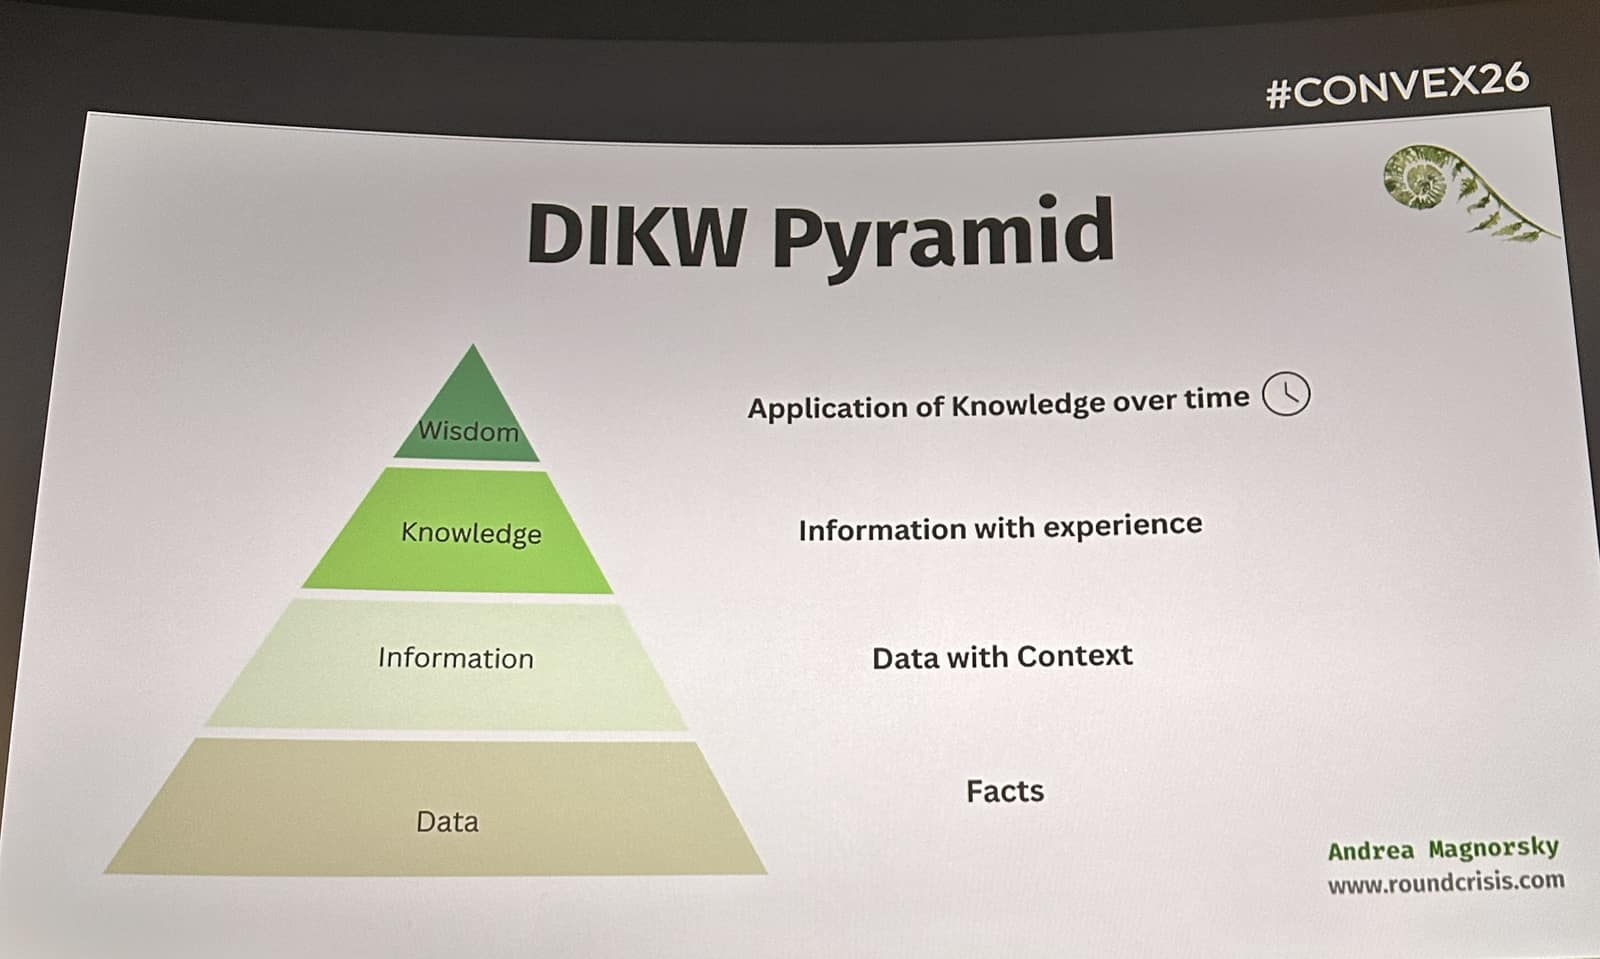 #CONVEX26
DIKW Pyramid
Wisdom
Application of Knowledge over time
Knowledge
Information with experience
Information
Data with Context
Data
Facts
Andrea Magnorsky
www.roundcrisis.com